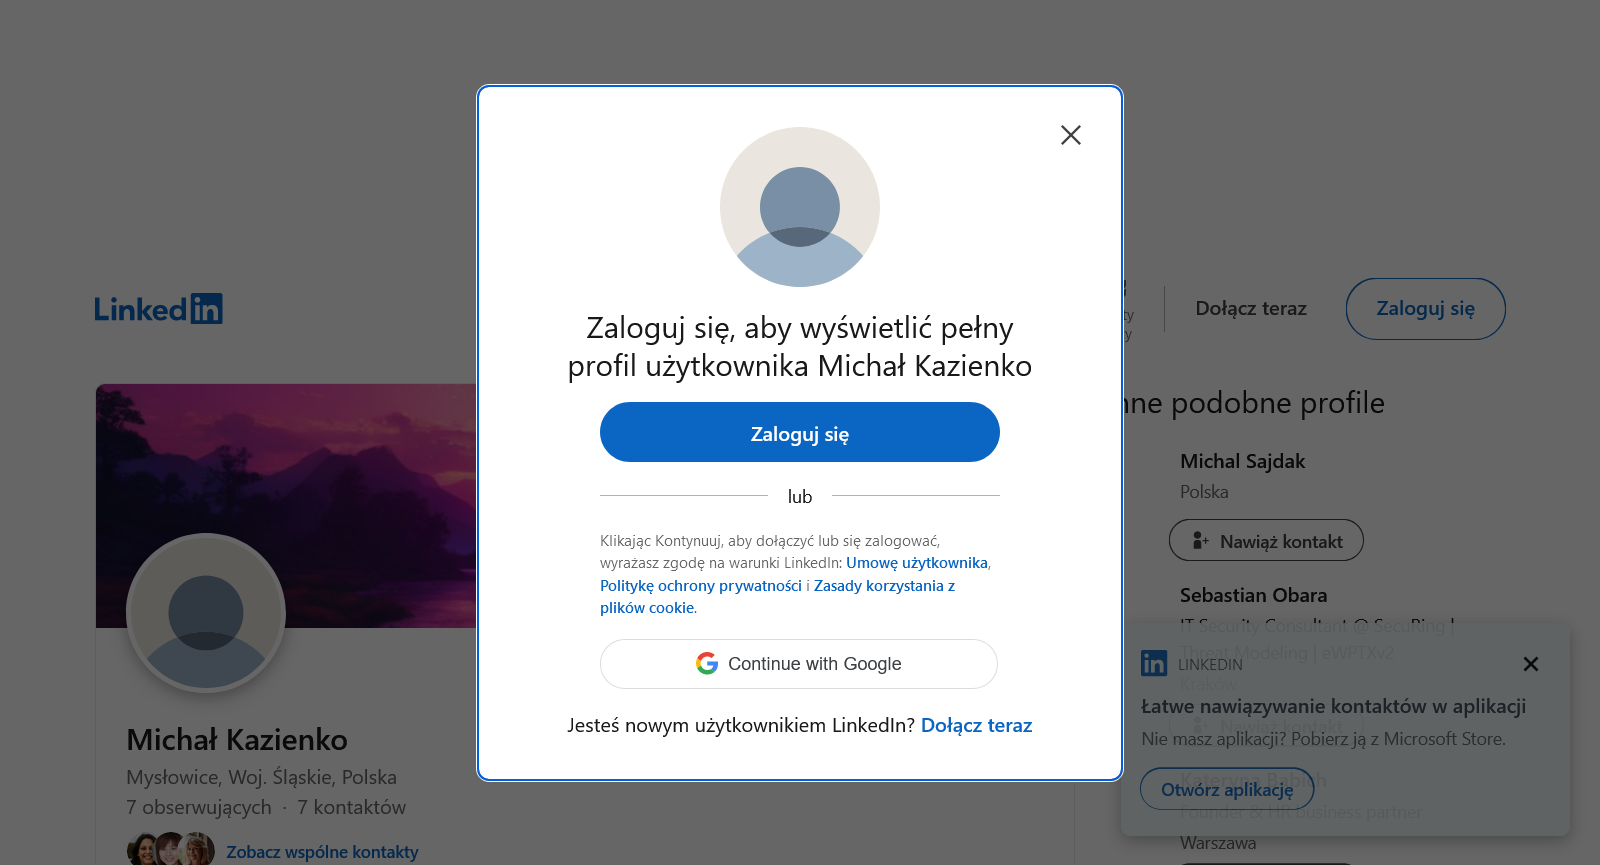 Zaloguj się, aby wyświetlić pełny
profil użytkownika Michał Kazienko
Zaloguj się
lub
Klikając Kontynuuj, aby dołączyć lub się zalogować,
wyrażasz zgodę na warunki LinkedIn: Umowę użytkownika,
Politykę ochrony prywatności i Zasady korzystania z
plików cookie.
Continue with Google
Jesteś nowym użytkownikiem LinkedIn? Dołącz teraz
Linked in
Dołącz teraz
Zaloguj się
Michał Kazienko
Mysłowice, Woj. Śląskie, Polska
7 obserwujących · 7 kontaktów
Zobacz wspólne kontakty
podobne profile
Michal Sajdak
Polska
Nawiąż kontakt
Sebastian Obara
IT Security Consultant @ SecuRing |
Threat Modeling | eWPTXv2
Kraków
Nawiąż kontakt
Kateryna Babich
Founder & HR business partner
Warszawa
in LINKEDIN
Łatwe nawiązywanie kontaktów w aplikacji
Nie masz aplikacji? Pobierz ją z Microsoft Store.
Otwórz aplikację